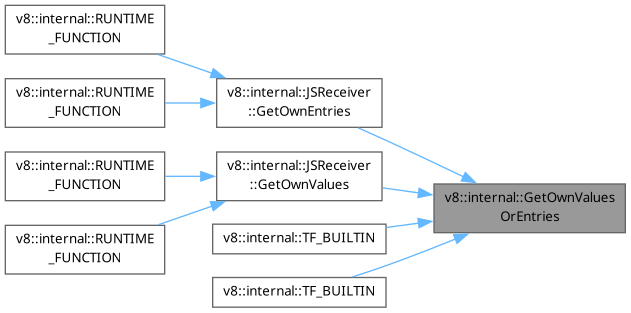 v8::internal::RUNTIME
_FUNCTION
v8::internal::RUNTIME
_FUNCTION
v8::internal::JSReceiver
::GetOwnEntries
v8::internal::RUNTIME
_FUNCTION
v8::internal::JSReceiver
::GetOwnValues
v8::internal::GetOwnValues
OrEntries
v8::internal::RUNTIME
_FUNCTION
v8::internal::TF_BUILTIN
v8::internal::TF_BUILTIN